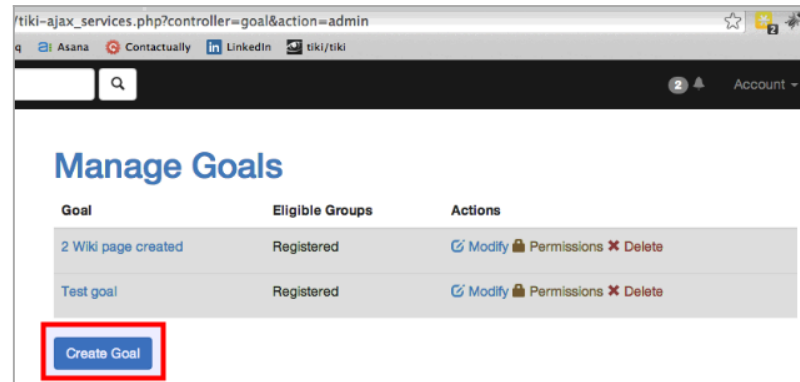 /tiki-ajax_services.php?controller=goal&action=admin
2
q Asana Contactually LinkedIn tiki/tiki
2 Account
Manage Goals
Goal Eligible Groups Actions
2 Wiki page created Registered Modify Permissions Delete
Test goal Registered Modify Permissions Delete
Create Goal